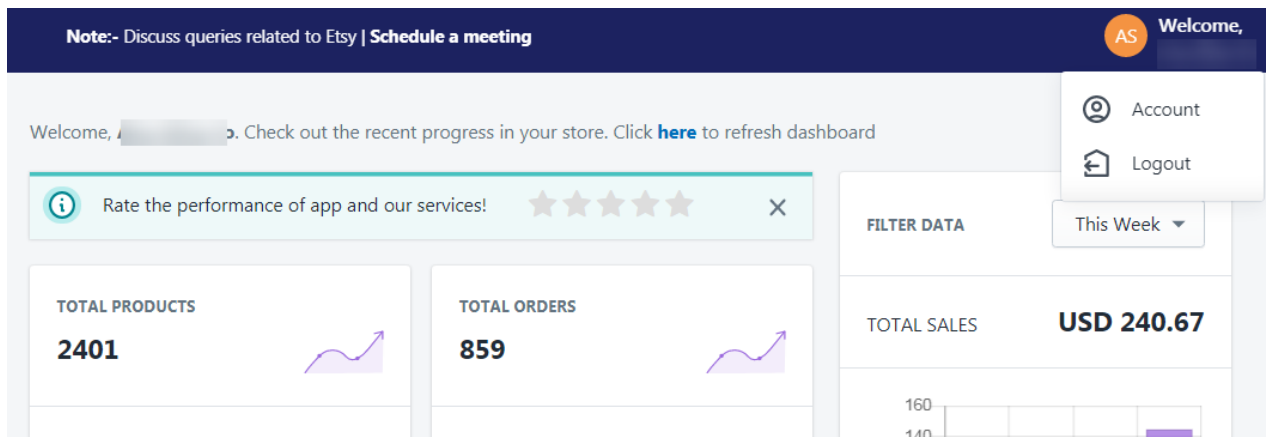 Note:- Discuss queries related to Etsy | Schedule a meeting
AS
Welcome,
Account
Logout
Welcome, . Check out the recent progress in your store. Click here to refresh dashboard
Rate the performance of app and our services!
FILTER DATA
This Week
TOTAL PRODUCTS
2401
TOTAL ORDERS
859
TOTAL SALES
USD 240.67
160
140